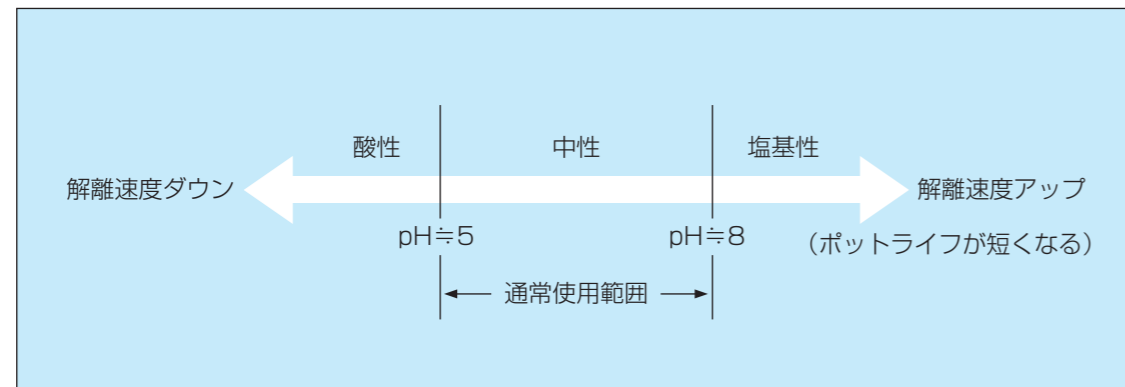 酸性
中性
塩基性
解離速度ダウン
解離速度アップ
pH≒5
pH≒8
（ポットライフが短くなる）
通常使用範囲